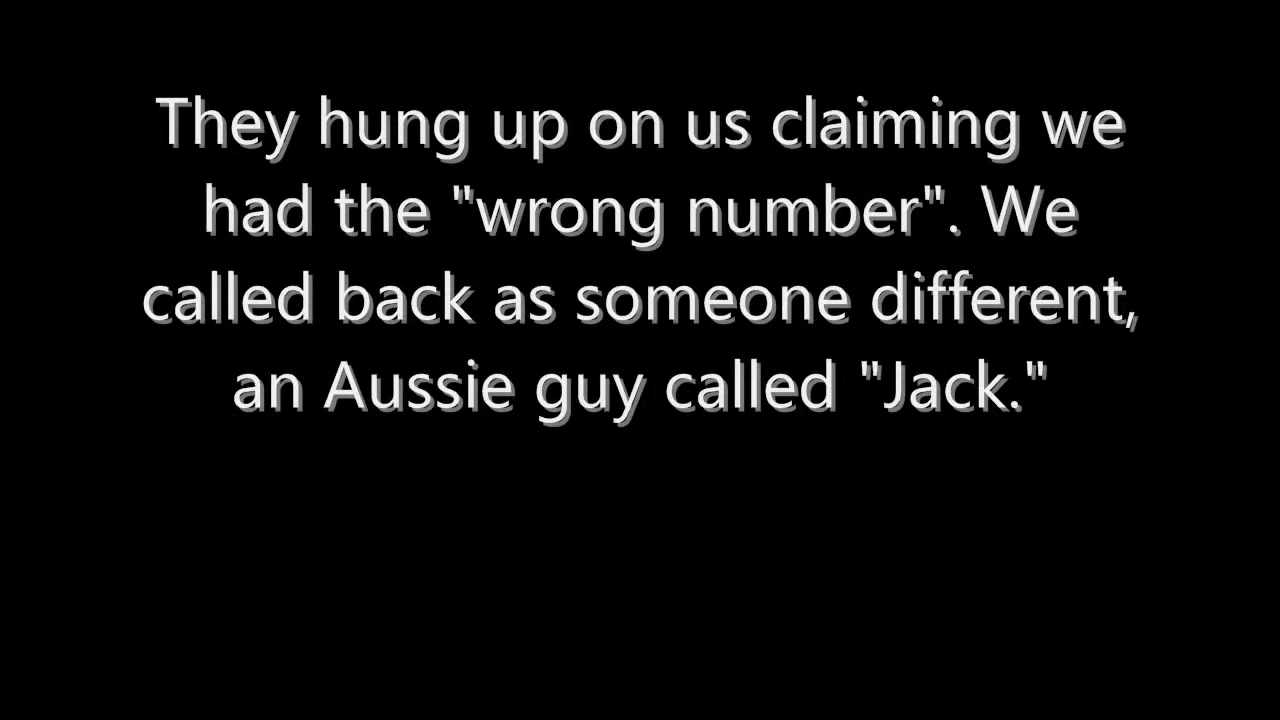 They hung up on us claiming we
had the "wrong number". We
called back as someone different,
an Aussie guy called "Jack."